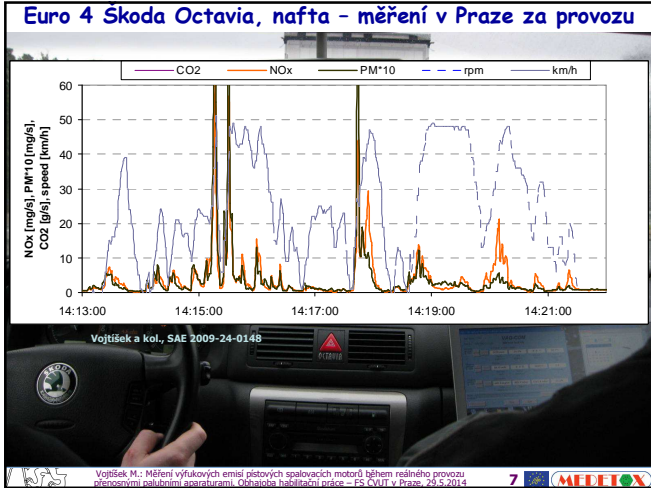 Euro 4 Škoda Octavia, nafta – měření v Praze za provozu
CO2 NOx PM*10 rpm km/h
NOx [mg/s], PM*10 [mg/s],
CO2 [g/s], speed [km/h]
60
50
40
30
20
10
0
14:13:00 14:15:00 14:17:00 14:19:00 14:21:00
Vojtíšek a kol., SAE 2009-24-0148
OCTAVIA
ŠKODA
Vojtíšek M.: Měření výfukových emisí pístových spalovacích motorů během reálného provozu
přenosnými palubními aparaturami. Obhajoba habilitační práce – FS ČVUT v Praze, 29.5.2014
7
MEDETOX